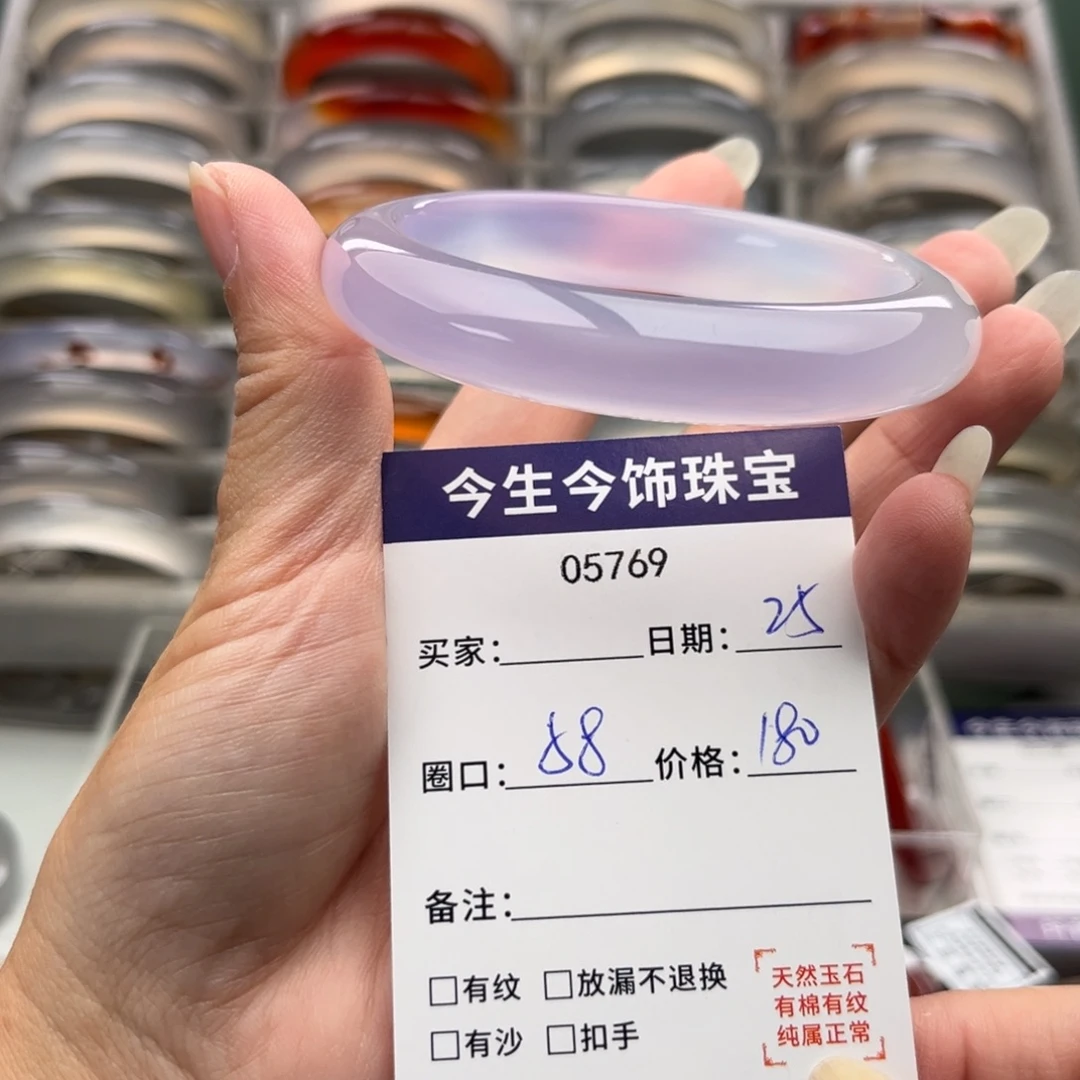 今生今饰珠宝
05769
买家：日期：25
圈口：58 价格：180
备注：
□有纹 □放漏不退换
□有沙 □扣手
天然玉石
有棉有纹
纯属正常